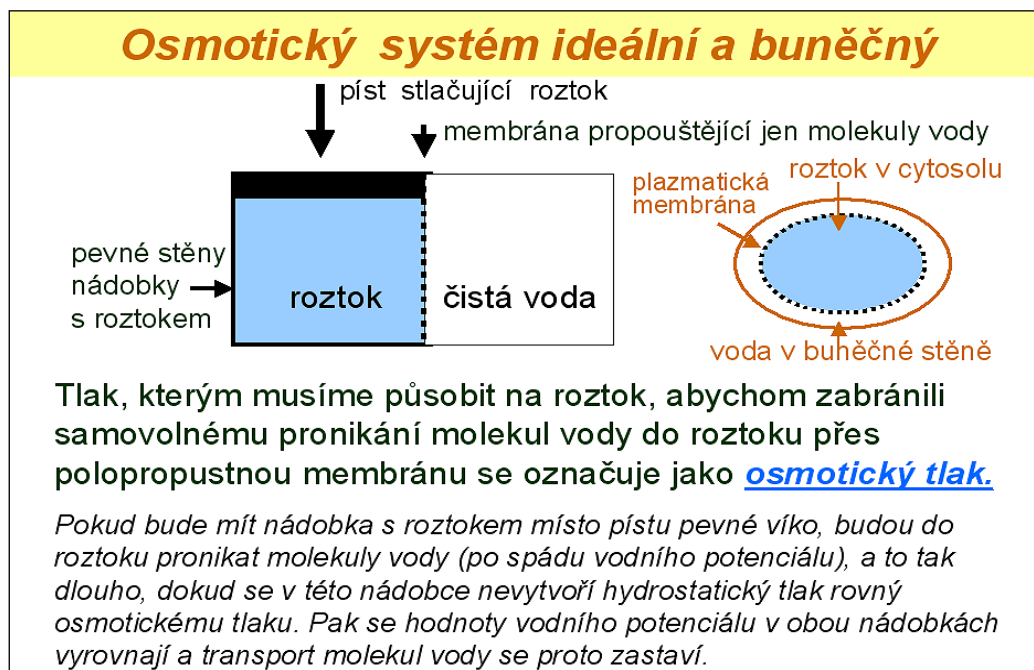 Osmotický systém ideální a buněčný
píst stlačující roztok
membrána propouštějící jen molekuly vody
plazmatická
membrána
roztok v cytosolu
pevné stěny
nádobky
s roztokem
roztok
čistá voda
voda v buněčné stěně
Tlak, kterým musíme působit na roztok, abychom zabránili
samovolnému pronikání molekul vody do roztoku přes
polopropustnou membránu se označuje jako osmotický tlak.
Pokud bude mít nádobka s roztokem místo pístu pevné víko, budou do
roztoku pronikat molekuly vody (po spádu vodního potenciálu), a to tak
dlouho, dokud se v této nádobce nevytvoří hydrostatický tlak rovný
osmotickému tlaku. Pak se hodnoty vodního potenciálu v obou nádobkách
vyrovnají a transport molekul vody se proto zastaví.